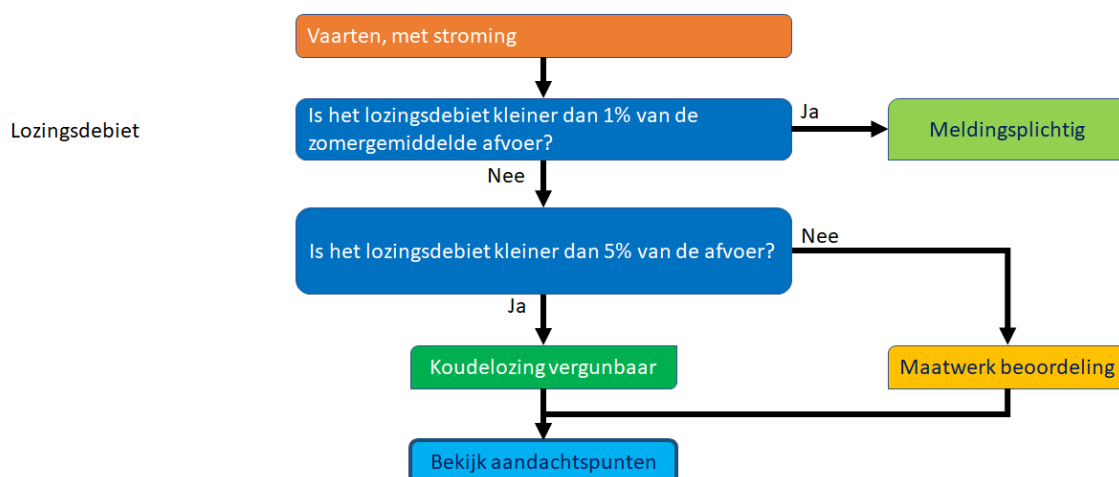 Vaarten, met stroming
Lozingsdebiet
Is het lozingsdebiet kleiner dan 1% van de
zomergemiddelde afvoer?
Ja
Meldingsplichtig
Nee
Is het lozingsdebiet kleiner dan 5% van de afvoer?
Nee
Ja
Koudelozing vergunbaar
Maatwerk beoordeling
Bekijk aandachtspunten